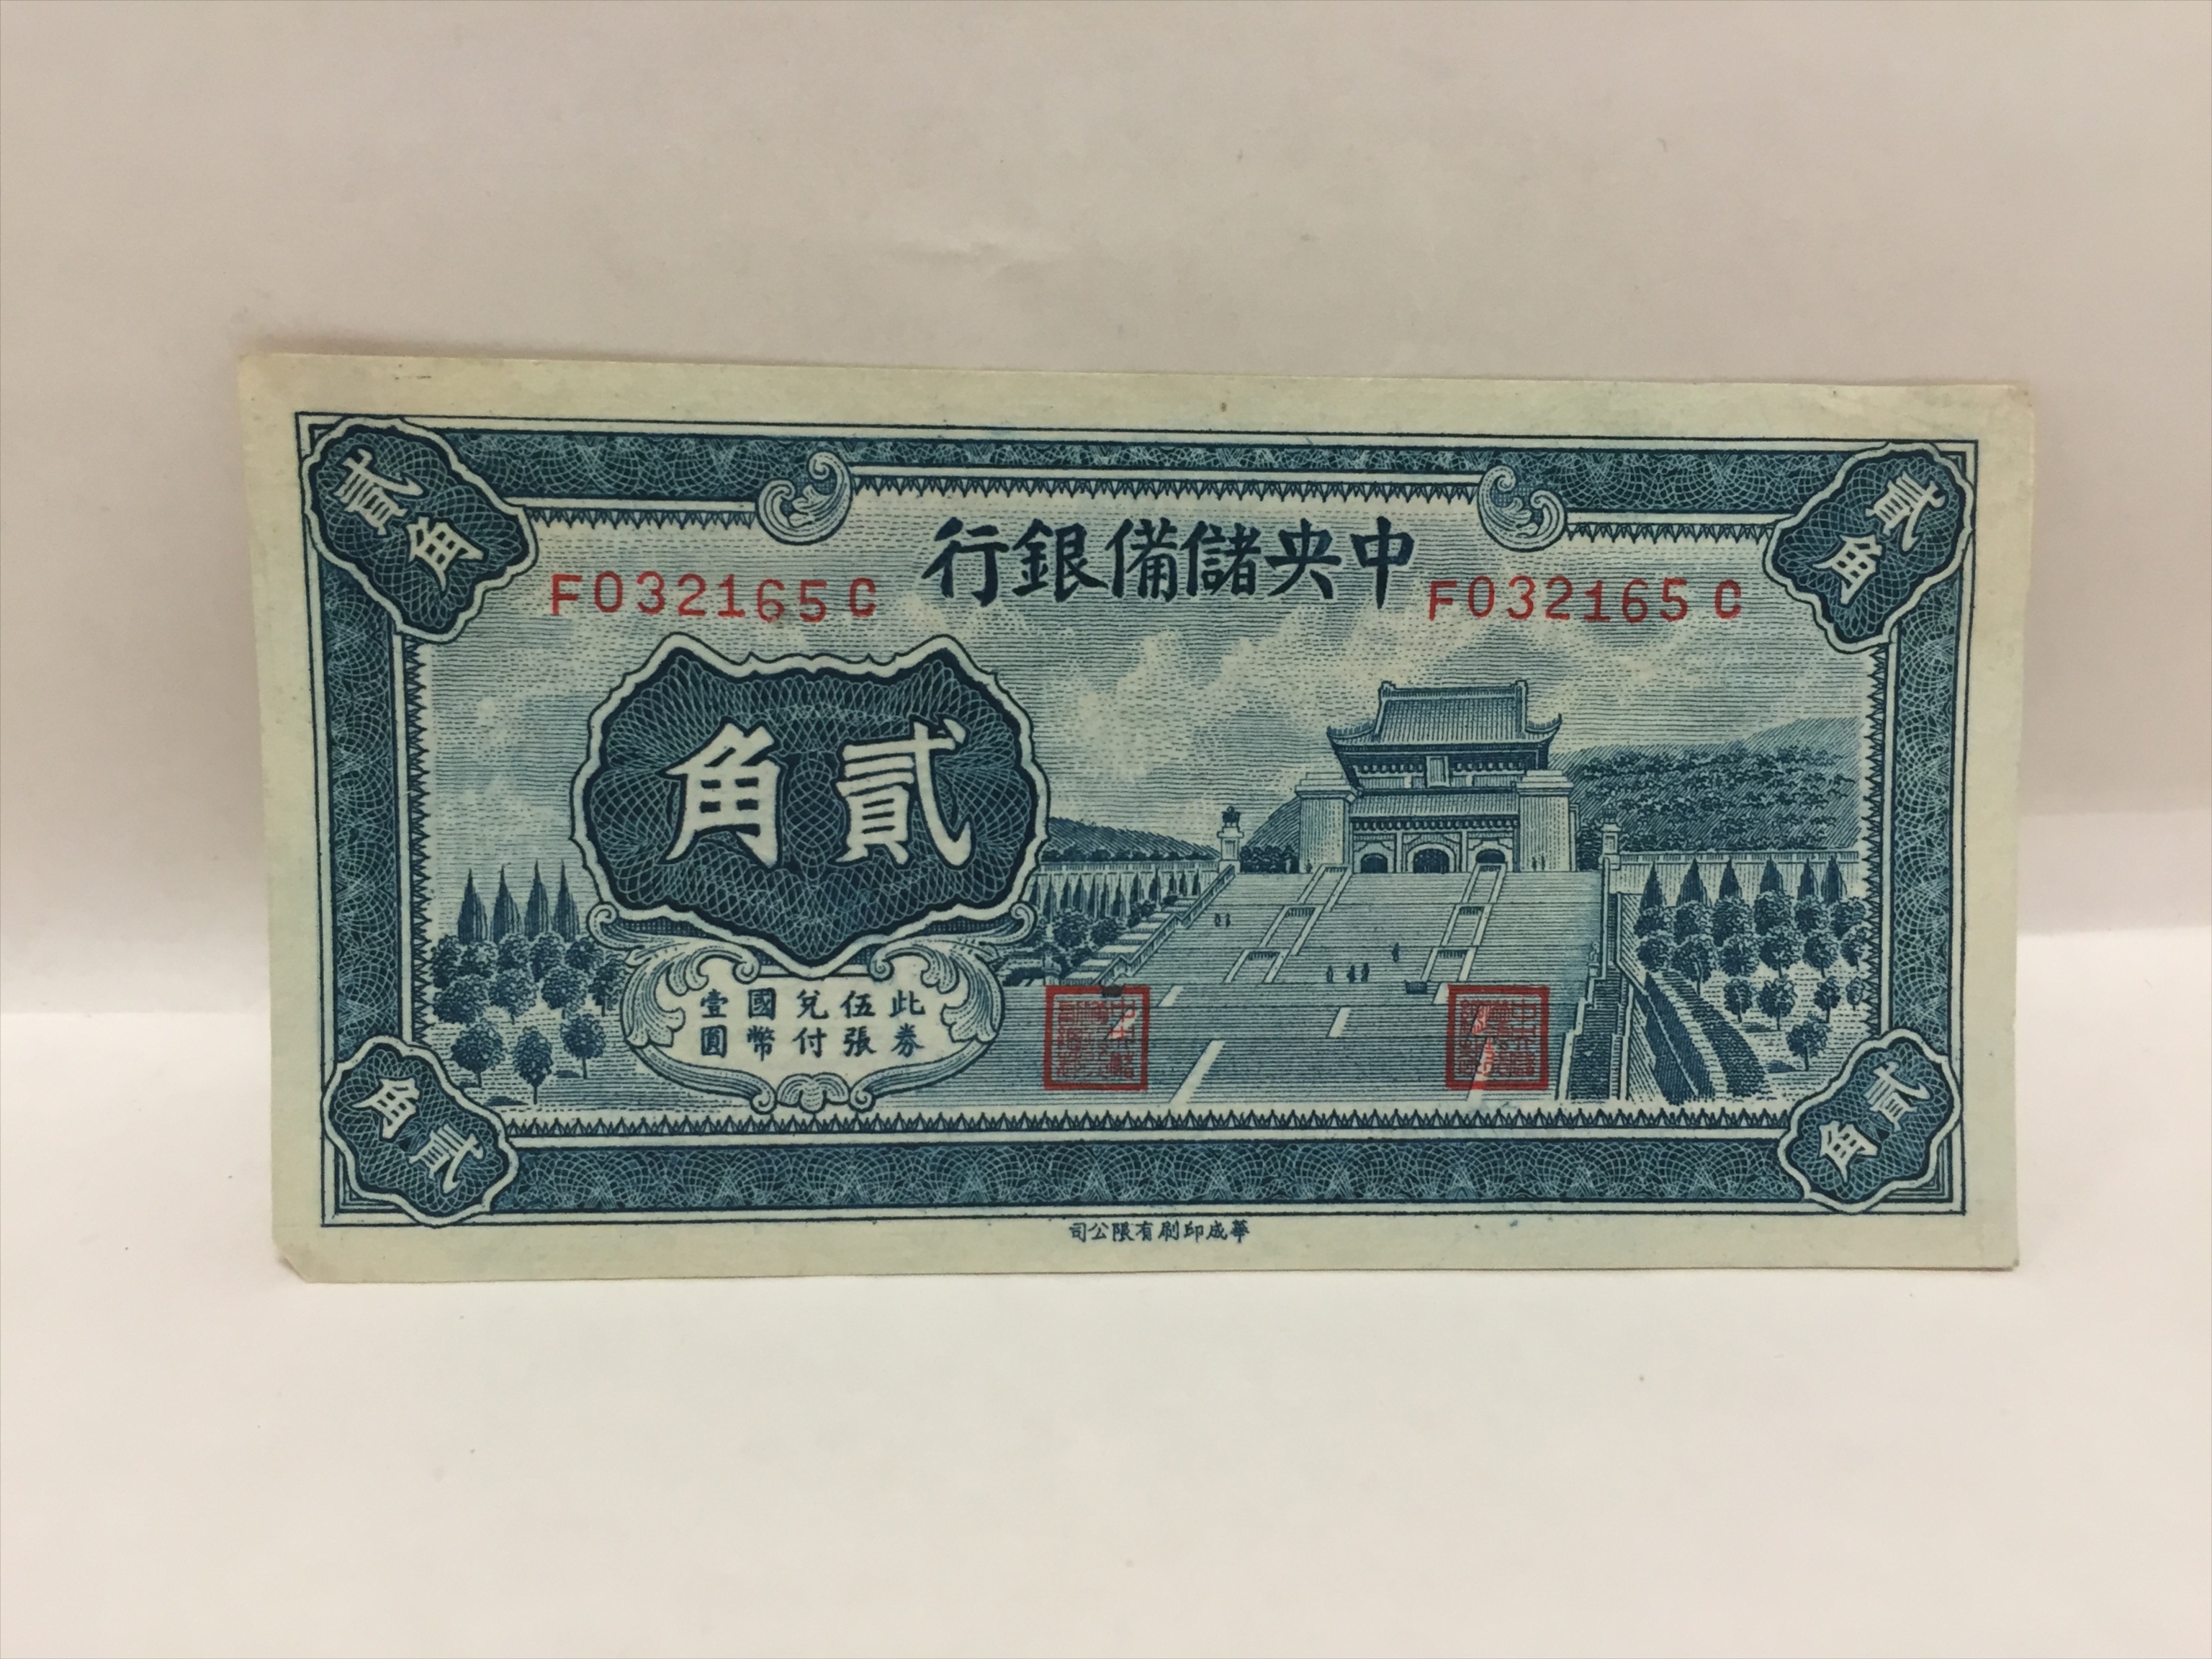 中央儲備銀行
F032165C
F032165C
貳角
貳角
貳角
此券
伍張
兌付
國幣
壹圓
貳角
貳角
華成印刷有限公司